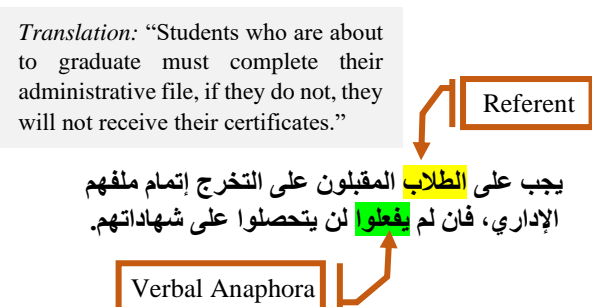 Translation: “Students who are about
to graduate must complete their
administrative file, if they do not, they
will not receive their certificates.”
Referent
يجب على الطلاب المقبلون على التخرج إتمام ملفهم
الإداري، فان لم يفعلوا لن يتحصلوا على شهاداتهم.
Verbal Anaphora